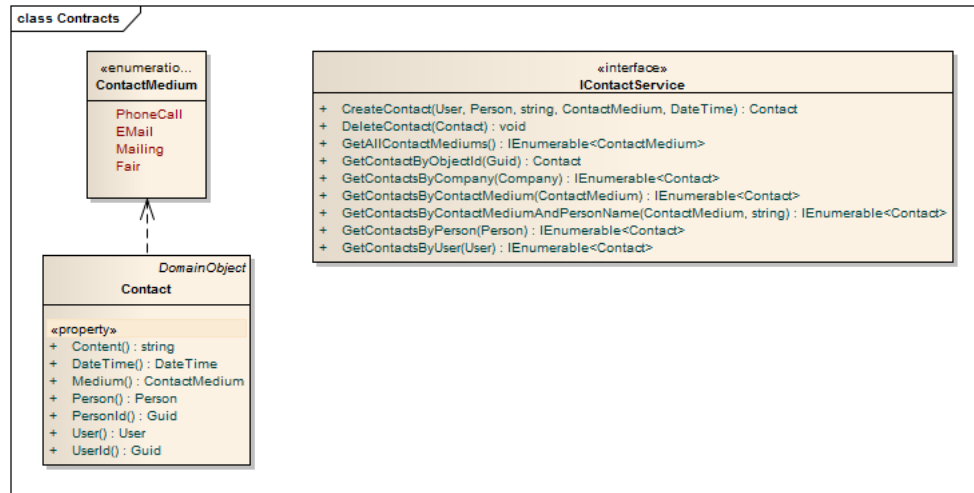 class Contracts
«enumeratio...
ContactMedium
PhoneCall
EMail
Mailing
Fair
«interface»
IContactService
+ CreateContact(User, Person, string, ContactMedium, DateTime) : Contact
+ DeleteContact(Contact) : void
+ GetAllContactMediums() : IEnumerable<ContactMedium>
+ GetContactByObjectId(Guid) : Contact
+ GetContactsByCompany(Company) : IEnumerable<Contact>
+ GetContactsByContactMedium(ContactMedium) : IEnumerable<Contact>
+ GetContactsByContactMediumAndPersonName(ContactMedium, string) : IEnumerable<Contact>
+ GetContactsByPerson(Person) : IEnumerable<Contact>
+ GetContactsByUser(User) : IEnumerable<Contact>
DomainObject
Contact
«property»
+ Content() : string
+ DateTime() : DateTime
+ Medium() : ContactMedium
+ Person() : Person
+ PersonId() : Guid
+ User() : User
+ UserId() : Guid